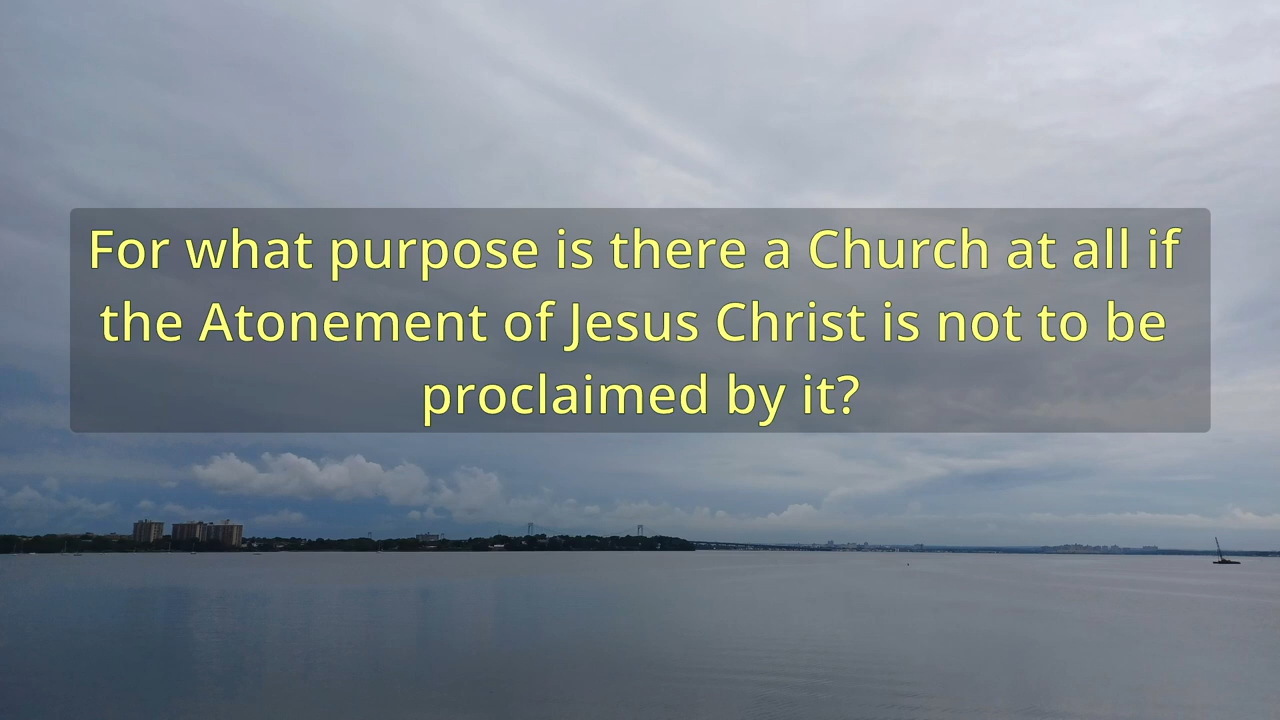 For what purpose is there a Church at all if
the Atonement of Jesus Christ is not to be
proclaimed by it?